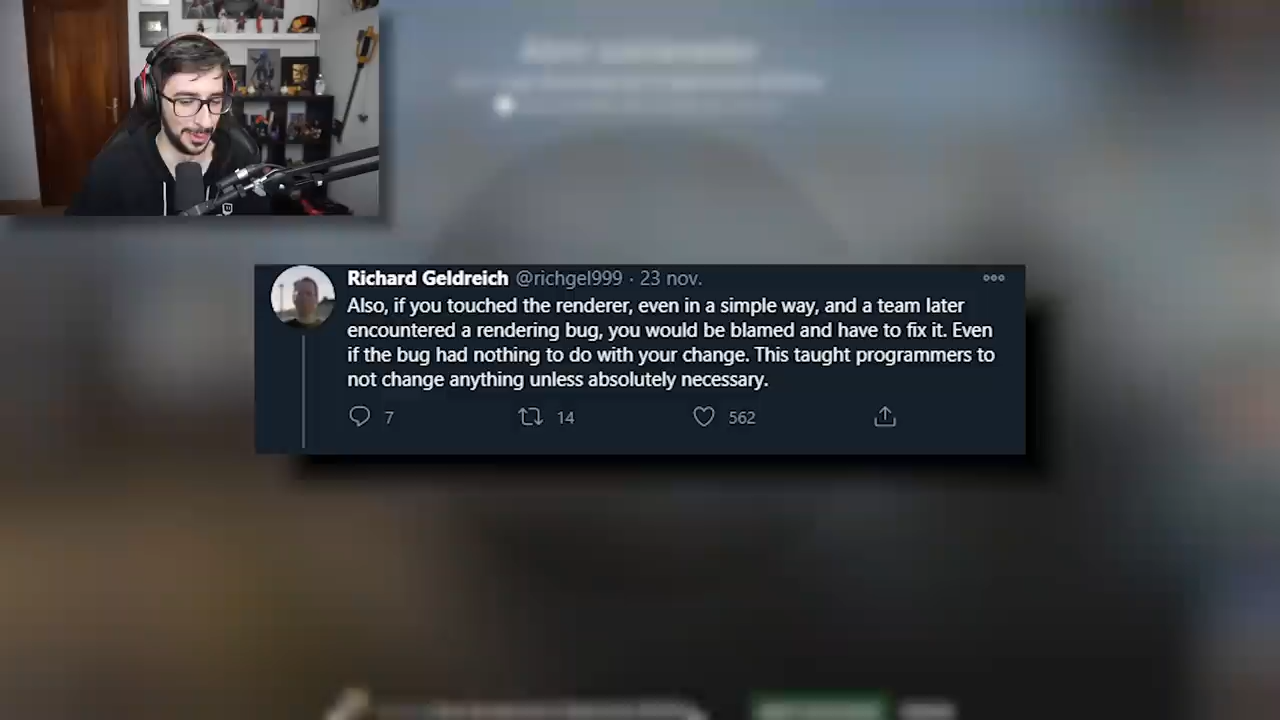 Richard Geldreich @richgel999 · 23 nov.
Also, if you touched the renderer, even in a simple way, and a team later
encountered a rendering bug, you would be blamed and have to fix it. Even
if the bug had nothing to do with your change. This taught programmers to
not change anything unless absolutely necessary.
7 14 562